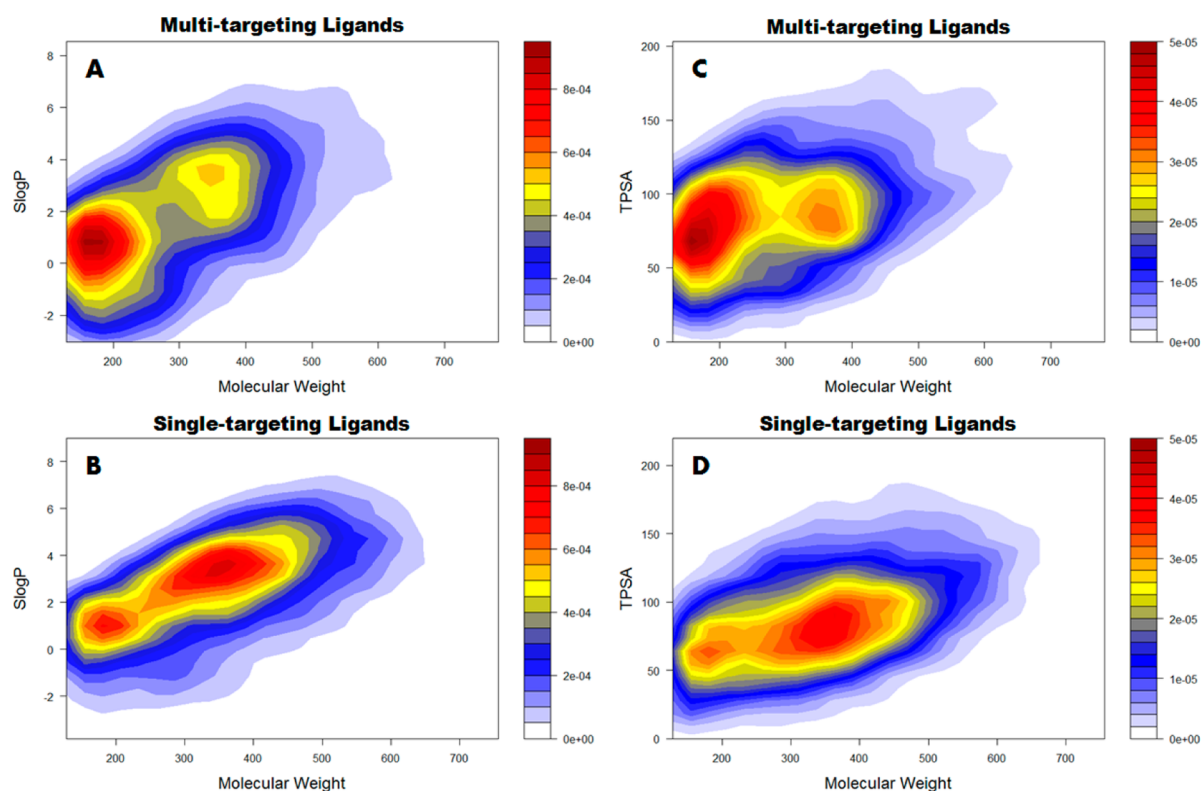 Multi-targeting Ligands
A
SlogP
8
6
4
2
0
-2
200 300 400 500 600 700
Molecular Weight
8e-04
6e-04
4e-04
2e-04
0e+00
Multi-targeting Ligands
C
TPSA
200
150
100
50
0
200 300 400 500 600 700
Molecular Weight
5e-05
4e-05
3e-05
2e-05
1e-05
0e+00
Single-targeting Ligands
B
SlogP
8
6
4
2
0
-2
200 300 400 500 600 700
Molecular Weight
8e-04
6e-04
4e-04
2e-04
0e+00
Single-targeting Ligands
D
TPSA
200
150
100
50
0
200 300 400 500 600 700
Molecular Weight
5e-05
4e-05
3e-05
2e-05
1e-05
0e+00